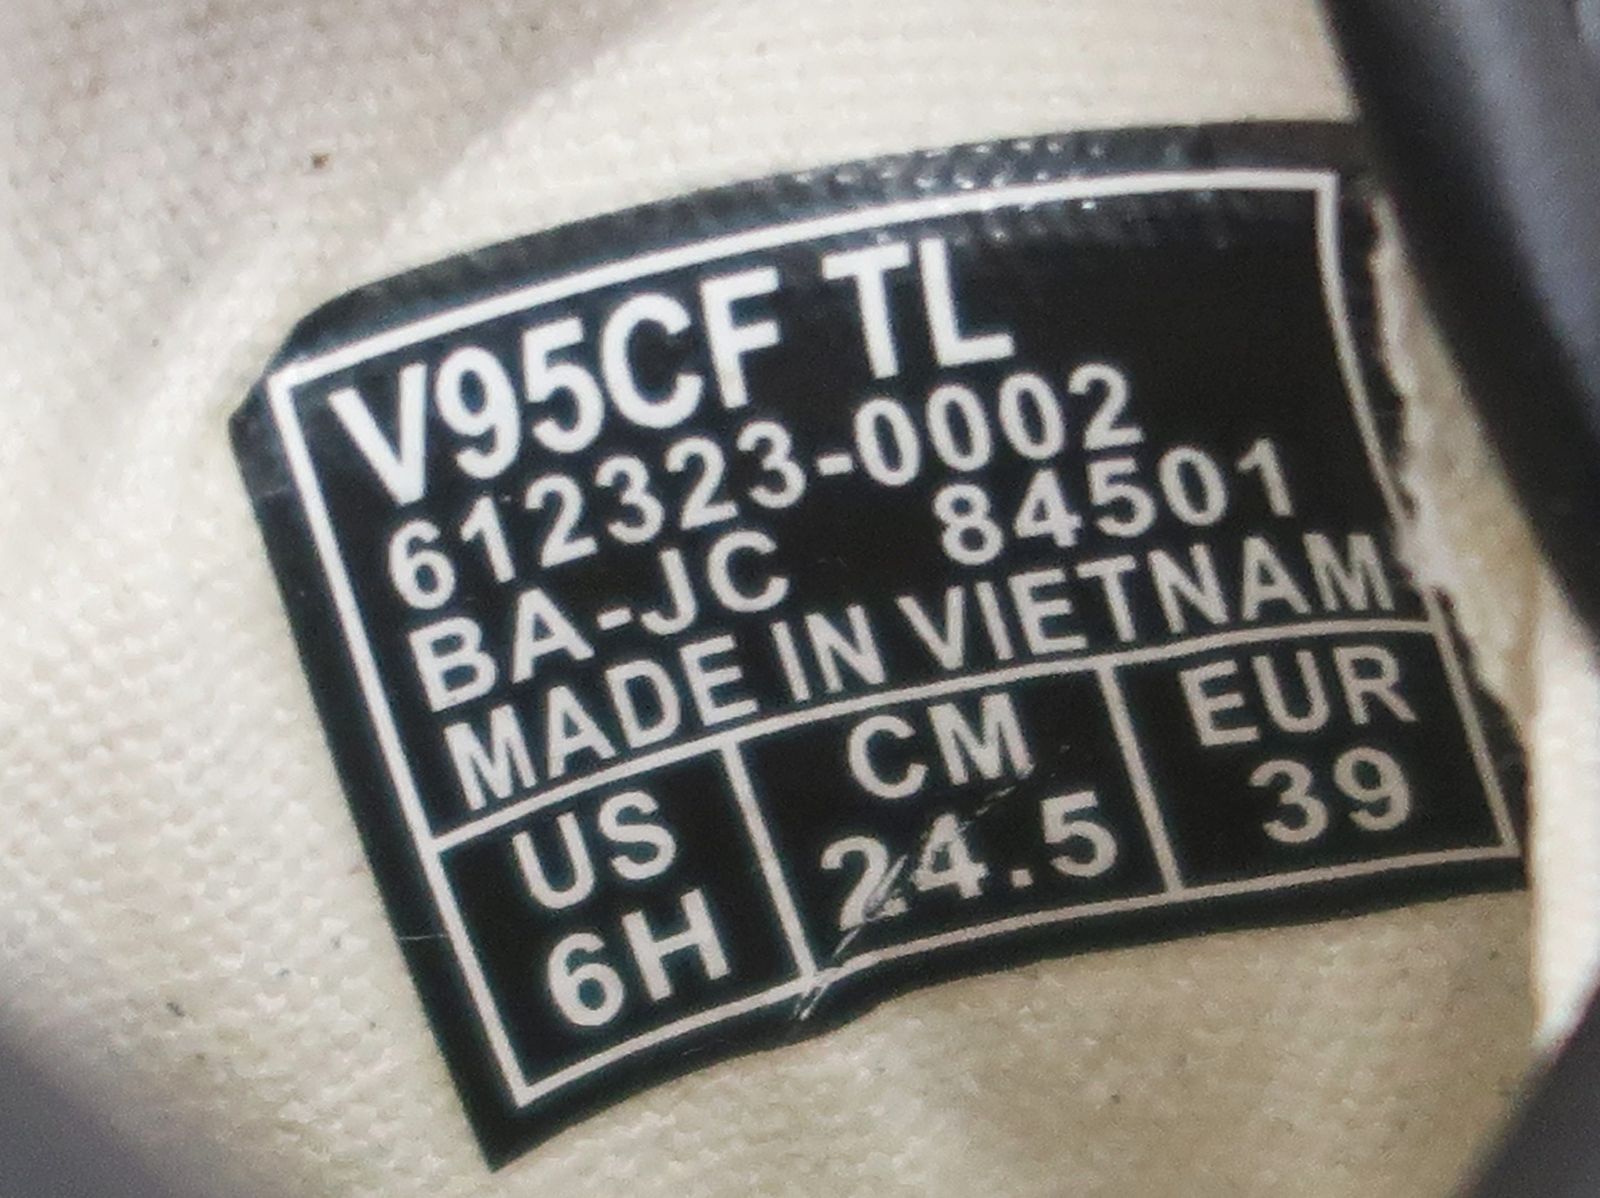 V95CF TL
612323-0002
BA-JC 84501
MADE IN VIETNAM
US CM EUR
6H 24.5 39